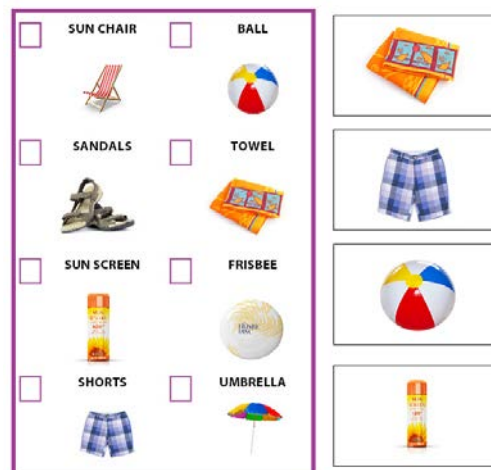 SUN CHAIR
BALL
SANDALS
TOWEL
SUN SCREEN
FRISBEE
SHORTS
UMBRELLA